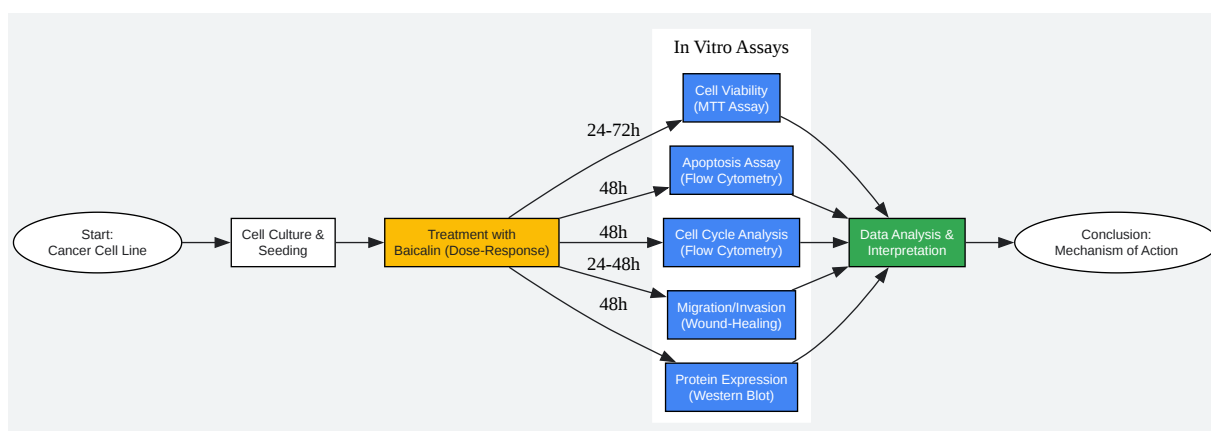 In Vitro Assays
Start:
Cancer Cell Line
Cell Culture &
Seeding
Treatment with
Baicalin (Dose-Response)
24-72h
48h
48h
24-48h
48h
Cell Viability
(MTT Assay)
Apoptosis Assay
(Flow Cytometry)
Cell Cycle Analysis
(Flow Cytometry)
Migration/Invasion
(Wound-Healing)
Protein Expression
(Western Blot)
Data Analysis &
Interpretation
Conclusion:
Mechanism of Action